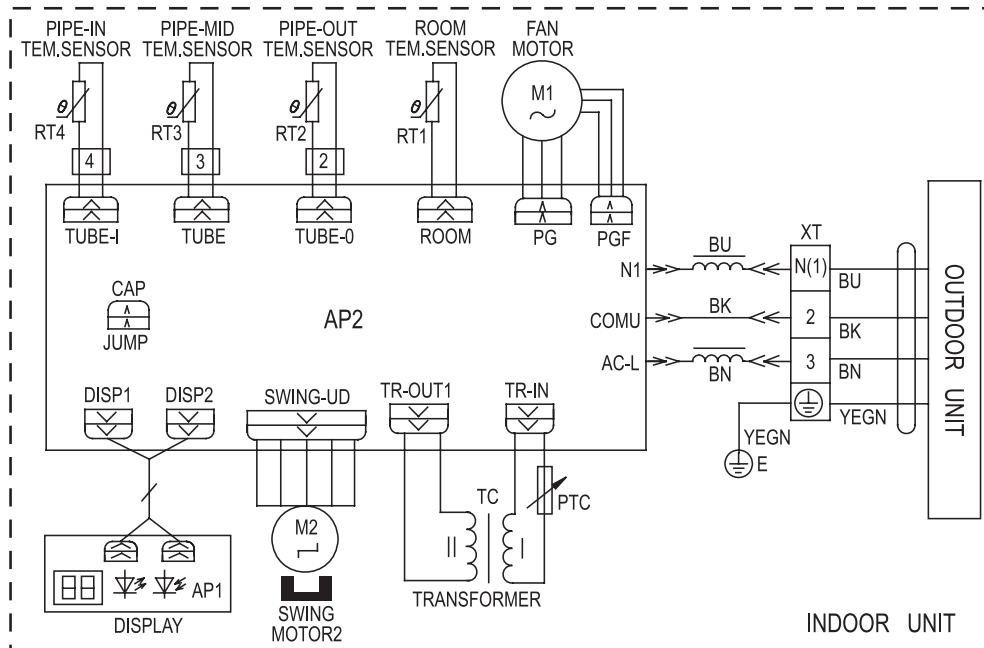 PIPE-IN
TEM.SENSOR
PIPE-MID
TEM.SENSOR
PIPE-OUT
TEM.SENSOR
ROOM
TEM.SENSOR
FAN
MOTOR
θ
RT4
θ
RT3
θ
RT2
θ
RT1
M1
4
3
2
TUBE-I
TUBE
TUBE-0
ROOM
PG
PGF
CAP
JUMP
AP2
N1
COMU
AC-L
BU
BK
BN
XT
N(1)
2
3
BU
BK
BN
YEGN
YEGN
E
OUTDOOR UNIT
DISP1
DISP2
SWING-UD
TR-OUT1
TR-IN
M2
SWING
MOTOR2
TC
PTC
II
I
TRANSFORMER
AP1
DISPLAY
INDOOR UNIT